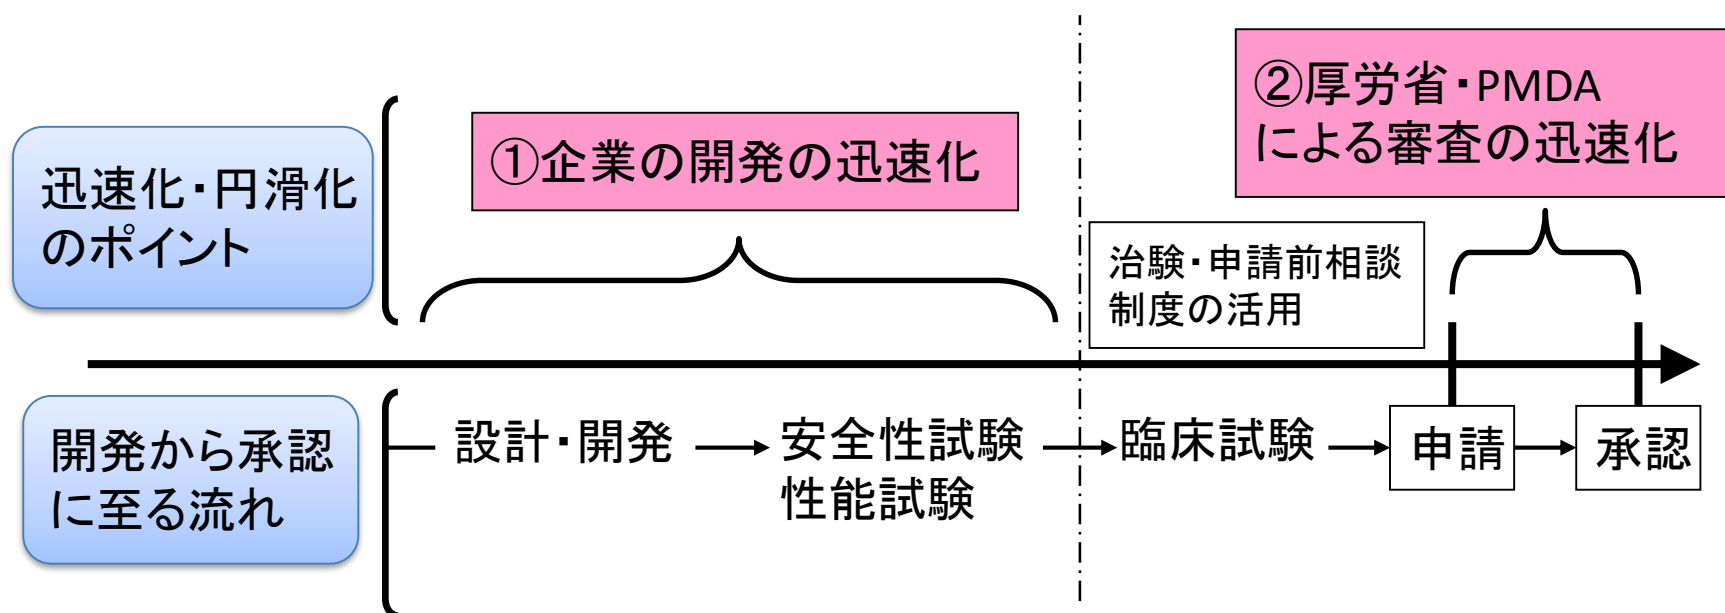 迅速化・円滑化
のポイント
①企業の開発の迅速化
②厚労省・PMDA
による審査の迅速化
治験・申請前相談
制度の活用
開発から承認
に至る流れ
設計・開発
安全性試験
性能試験
臨床試験
申請
承認